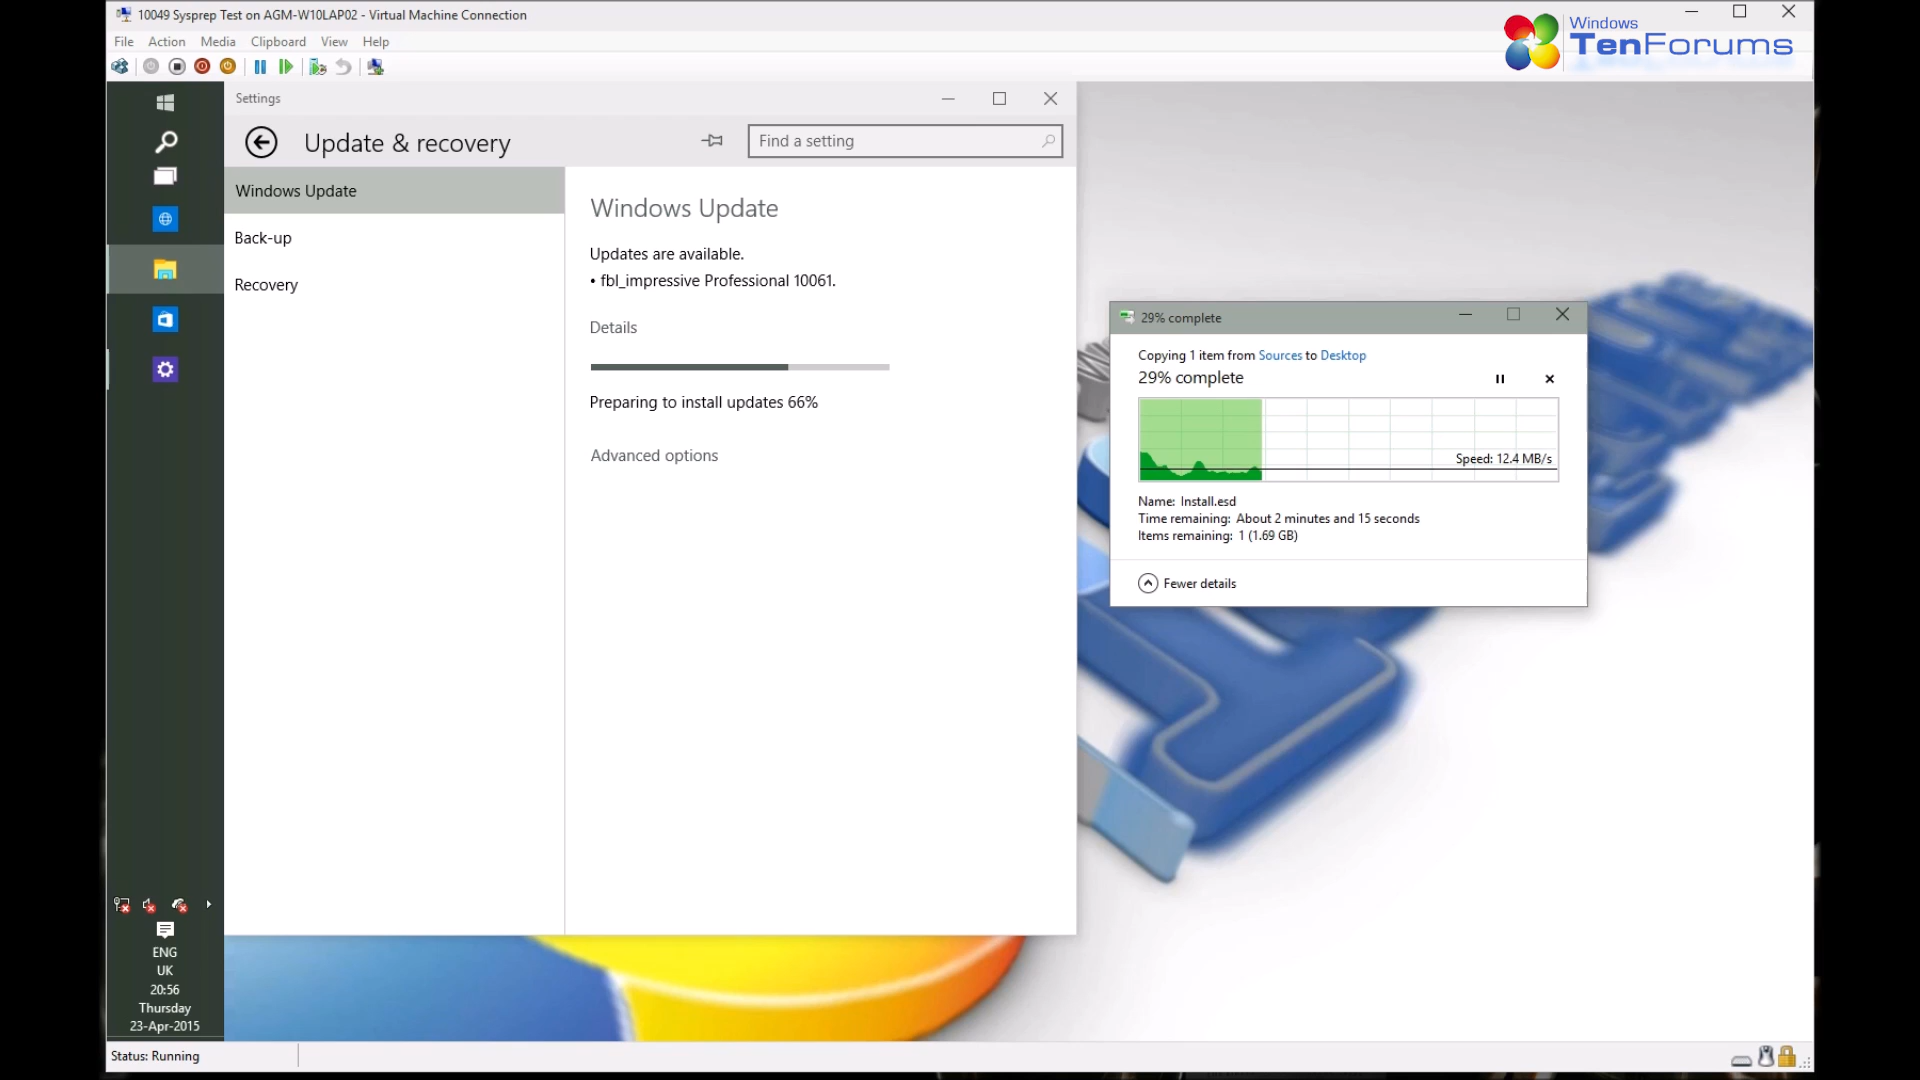 10049 Sysprep Test on AGM-W10LAP02 - Virtual Machine Connection
File Action Media Clipboard View Help
Windows
TenForums
Settings
Update & recovery
Find a setting
Windows Update
Back-up
Recovery
Windows Update
Updates are available.
• fbl_impressive Professional 10061.
Details
Preparing to install updates 66%
Advanced options
29% complete
Copying 1 item from Sources to Desktop
29% complete
Speed: 12.4 MB/s
Name: Install.esd
Time remaining: About 2 minutes and 15 seconds
Items remaining: 1 (1.69 GB)
Fewer details
ENG
UK
20:56
Thursday
23-Apr-2015
Status: Running